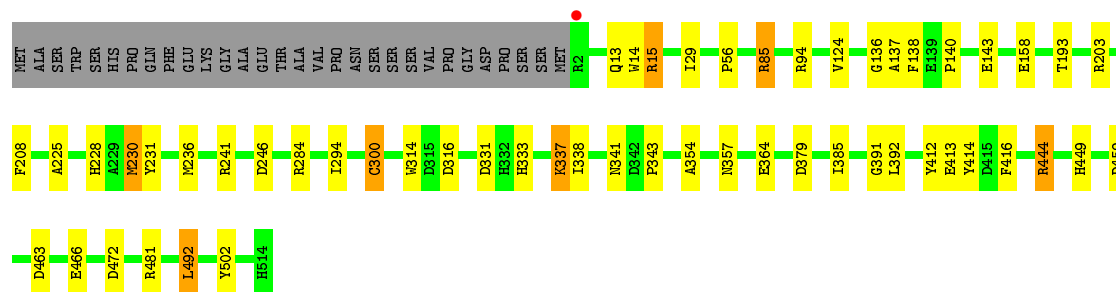 MET ALA SER TRP SER HIS PRO GLN PHE GLU LYS GLY ALA GLU THR ALA VAL PRO ASN SER SER SER VAL PRO GLY ASP PRO SER SER MET R2 Q13 W14 R15 I29 P56 R85 R94 V124 G136 A137 F138 E139 P140 E143 E158 T193 R203
F208 A225 H228 A229 M230 Y231 M236 R241 D246 R284 I294 C300 W314 D315 D316 D331 H332 H333 K337 I338 N341 D342 P343 A354 N357 E364 D379 I385 G391 L392 Y412 E413 Y414 D415 F416 R444 H449
D463 E466 D472 R481 L492 Y502 H514